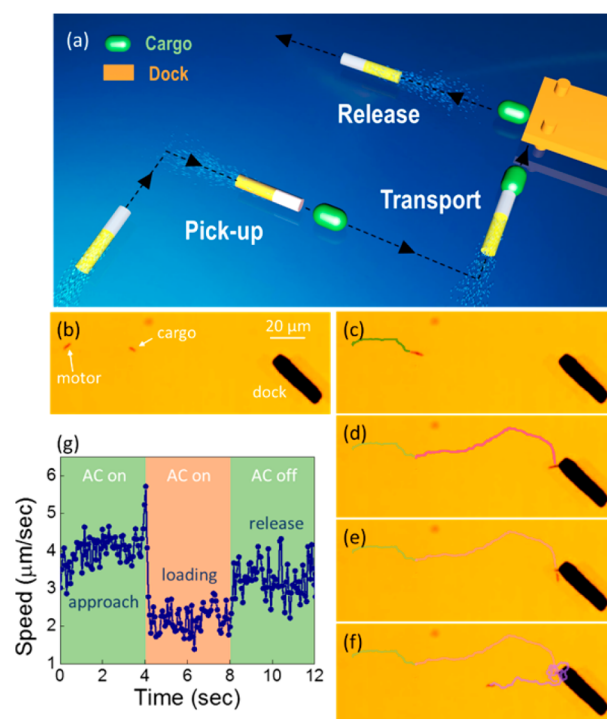 (a)
Cargo
Dock
Release
Transport
Pick-up
(b)
cargo
20 μm
motor
dock
(c)
(d)
(e)
(f)
(g)
AC on
AC on
AC off
release
loading
approach
Speed (μm/sec)
6
5
4
3
2
1
0 2 4 6 8 10 12
Time (sec)